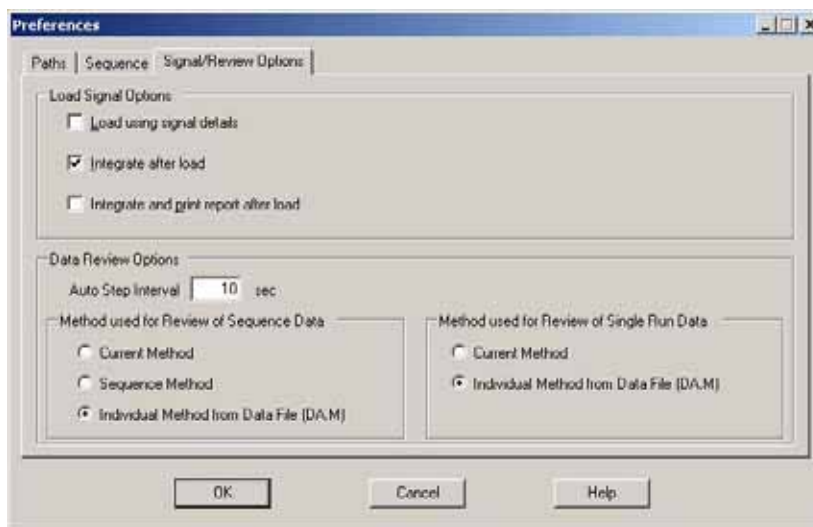 Preferences
Paths Sequence Signal/Review Options
Load Signal Options
Load using signal details
Integrate after load
Integrate and print report after load
Data Review Options
Auto Step Interval 10 sec
Method used for Review of Sequence Data
Current Method
Sequence Method
Individual Method from Data File (DA.M)
Method used for Review of Single Run Data
Current Method
Individual Method from Data File (DA.M)
OK Cancel Help